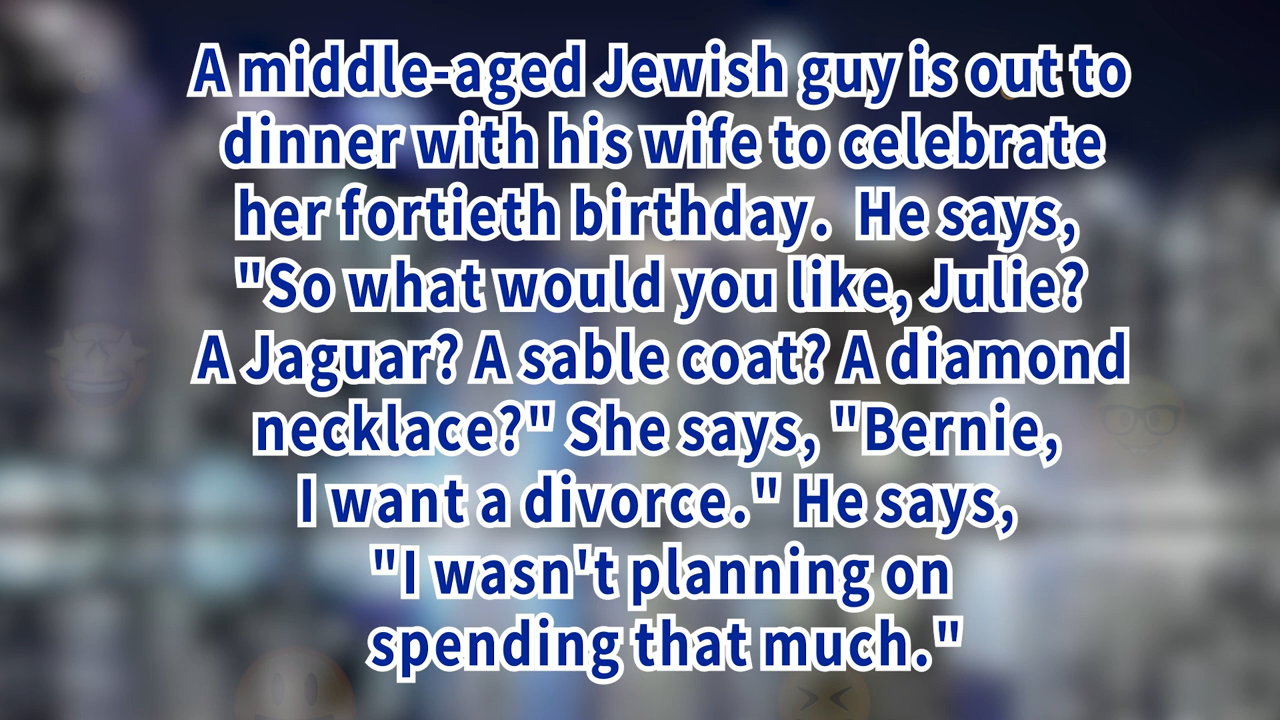 A middle-aged Jewish guy is out to
dinner with his wife to celebrate
her fortieth birthday.  He says,
"So what would you like, Julie?
A Jaguar? A sable coat? A diamond
necklace?" She says, "Bernie,
I want a divorce." He says,
"I wasn't planning on
spending that much."